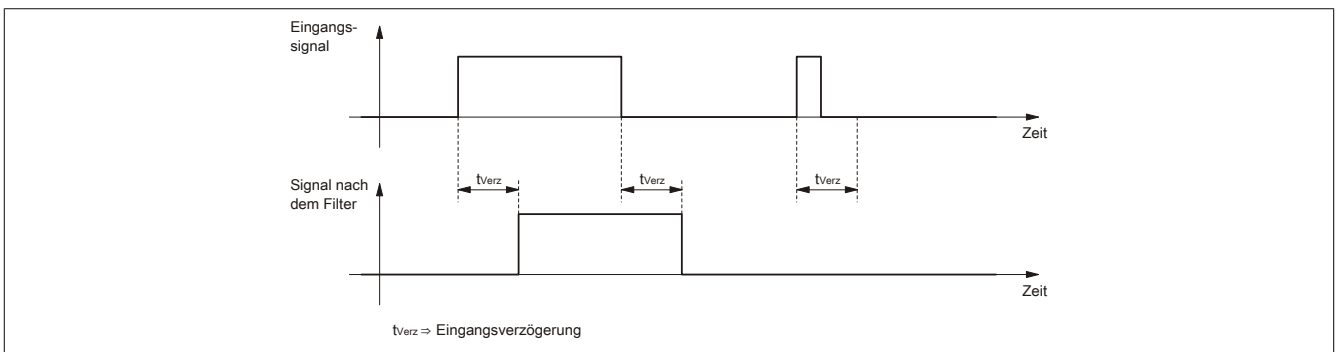 Eingangs-
signal
Zeit
Signal nach
dem Filter
tVerz
tVerz
tVerz
Zeit
tVerz ⇒ Eingangsverzögerung